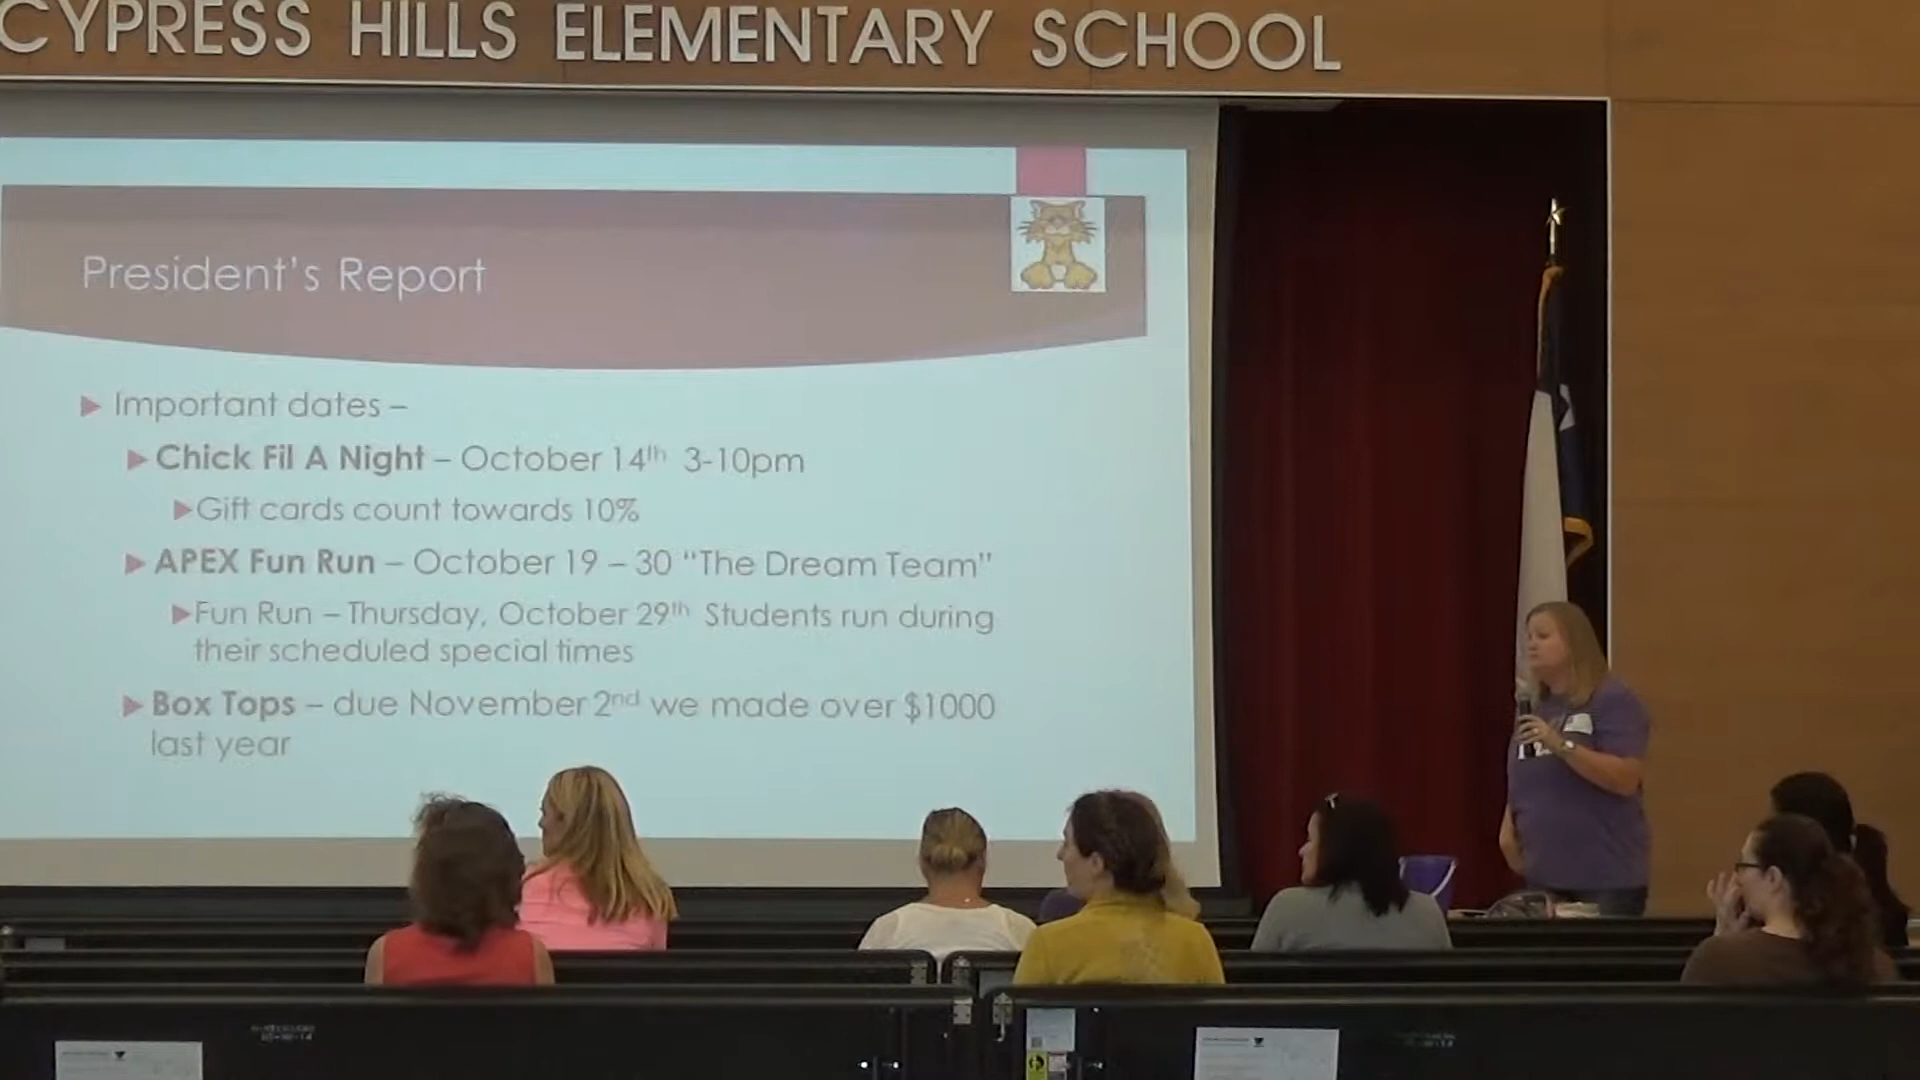 CYPRESS HILLS ELEMENTARY SCHOOL
President's Report
Important dates –
Chick Fil A Night – October 14th 3-10pm
Gift cards count towards 10%
APEX Fun Run – October 19 – 30 "The Dream Team"
Fun Run – Thursday, October 29th Students run during
their scheduled special times
Box Tops – due November 2nd we made over $1000
last year